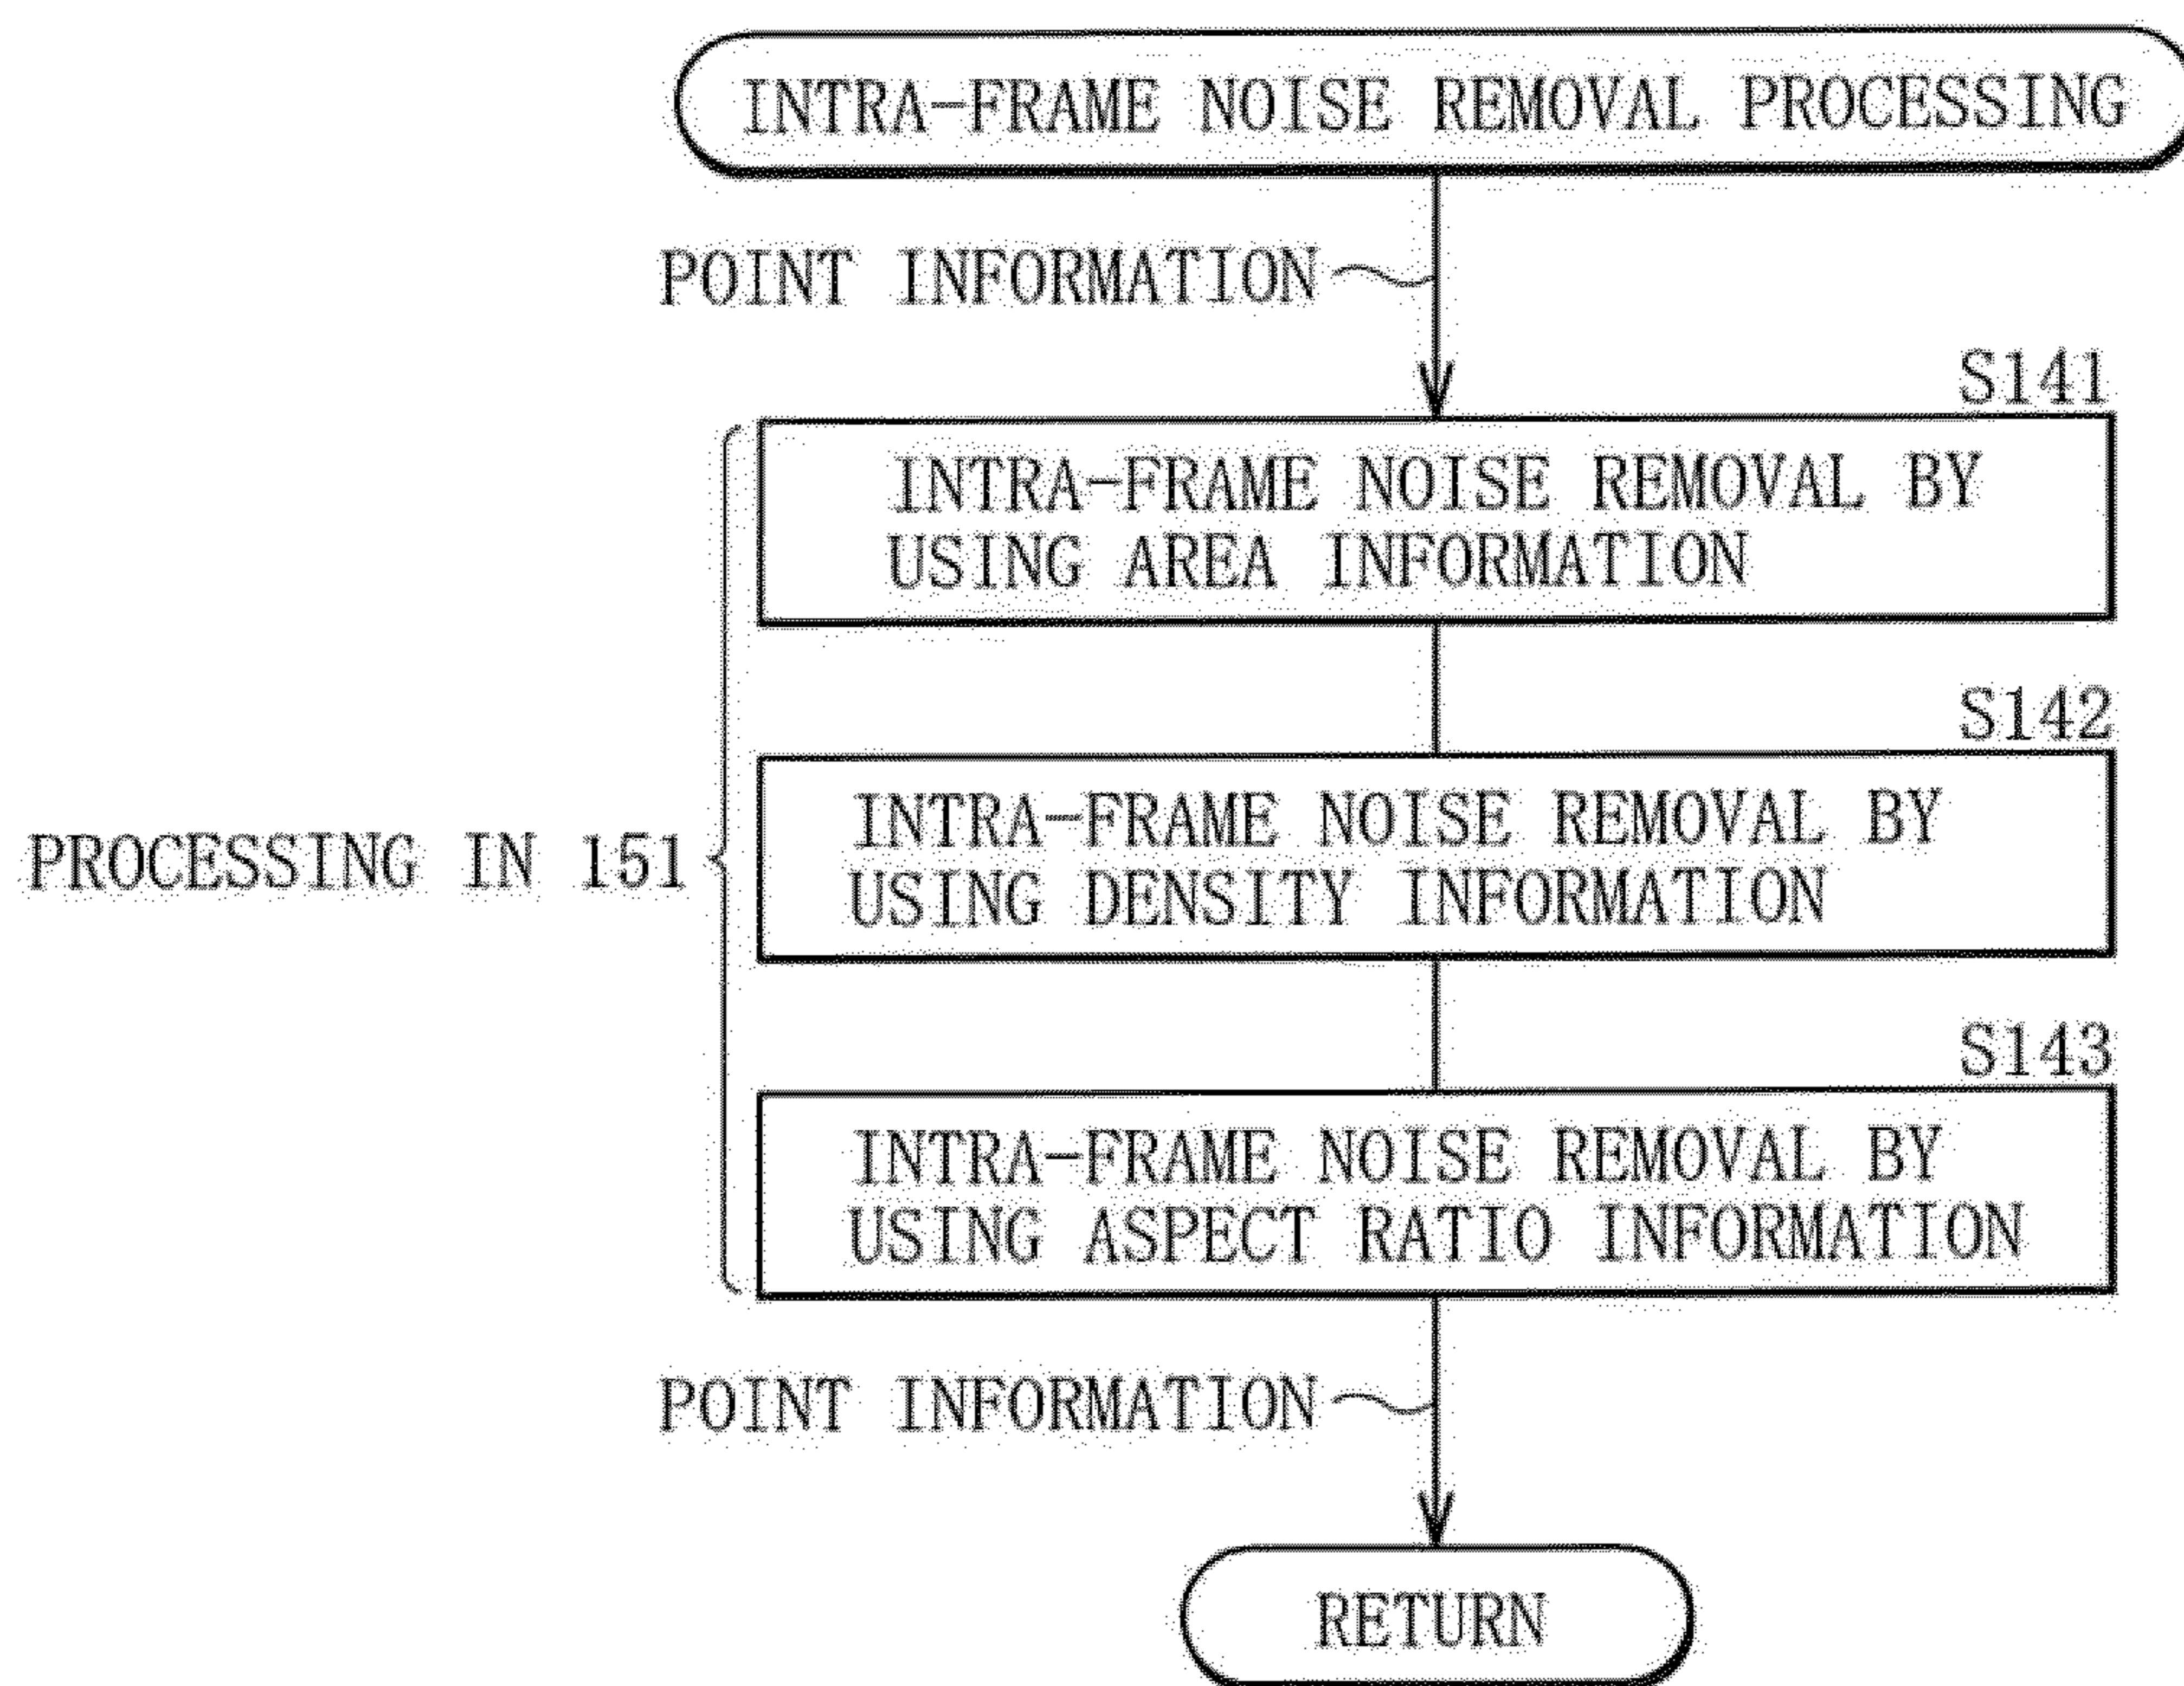 INTRA-FRAME NOISE REMOVAL PROCESSING
POINT INFORMATION
S141
INTRA-FRAME NOISE REMOVAL BY
USING AREA INFORMATION
S142
INTRA-FRAME NOISE REMOVAL BY
USING DENSITY INFORMATION
PROCESSING IN 151
S143
INTRA-FRAME NOISE REMOVAL BY
USING ASPECT RATIO INFORMATION
POINT INFORMATION
RETURN